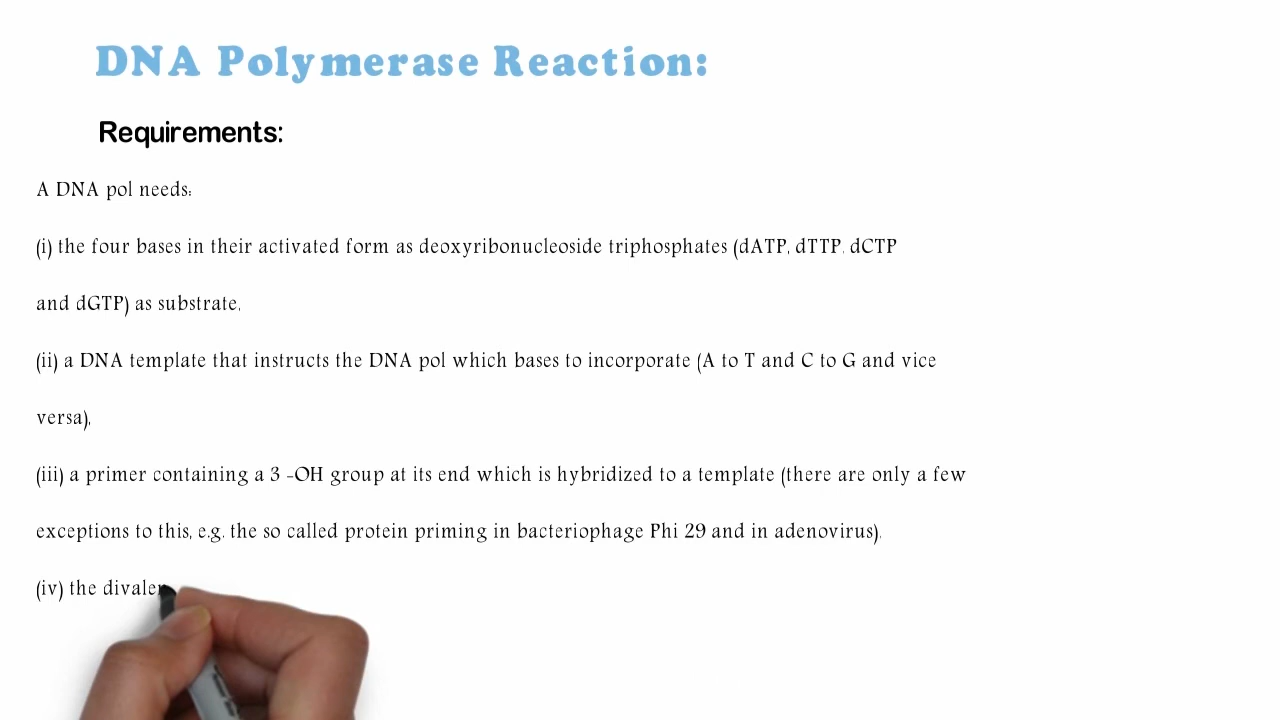 DNA Polymerase Reaction:
Requirements:
A DNA pol needs:
(i) the four bases in their activated form as deoxyribonucleoside triphosphates (dATP, dTTP. dCTP
and dGTP) as substrate,
(ii) a DNA template that instructs the DNA pol which bases to incorporate (A to T and C to G and vice
versa),
(iii) a primer containing a 3 -OH group at its end which is hybridized to a template (there are only a few
exceptions to this, e.g. the so called protein priming in bacteriophage Phi 29 and in adenovirus),
(iv) the divale